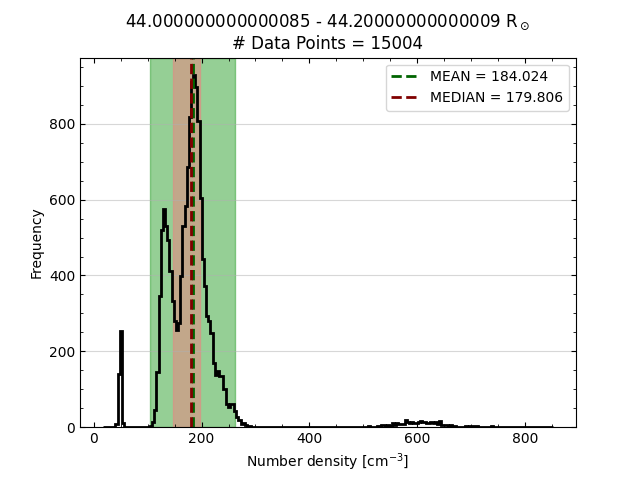 44.000000000000085 - 44.20000000000009 R⊙
# Data Points = 15004
MEAN = 184.024
MEDIAN = 179.806
Frequency
800
600
400
200
0
0 200 400 600 800
Number density [cm⁻³]